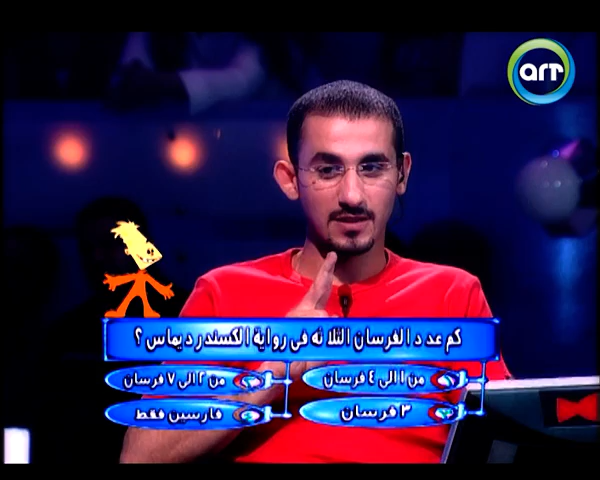 art
كم عدد الفرسان الثلاثه فى رواية الكسندر ديماس ؟
من ١ الى ٤ فرسان
من ٢ الى ٧ فرسان
٣ فرسان
فارسين فقط